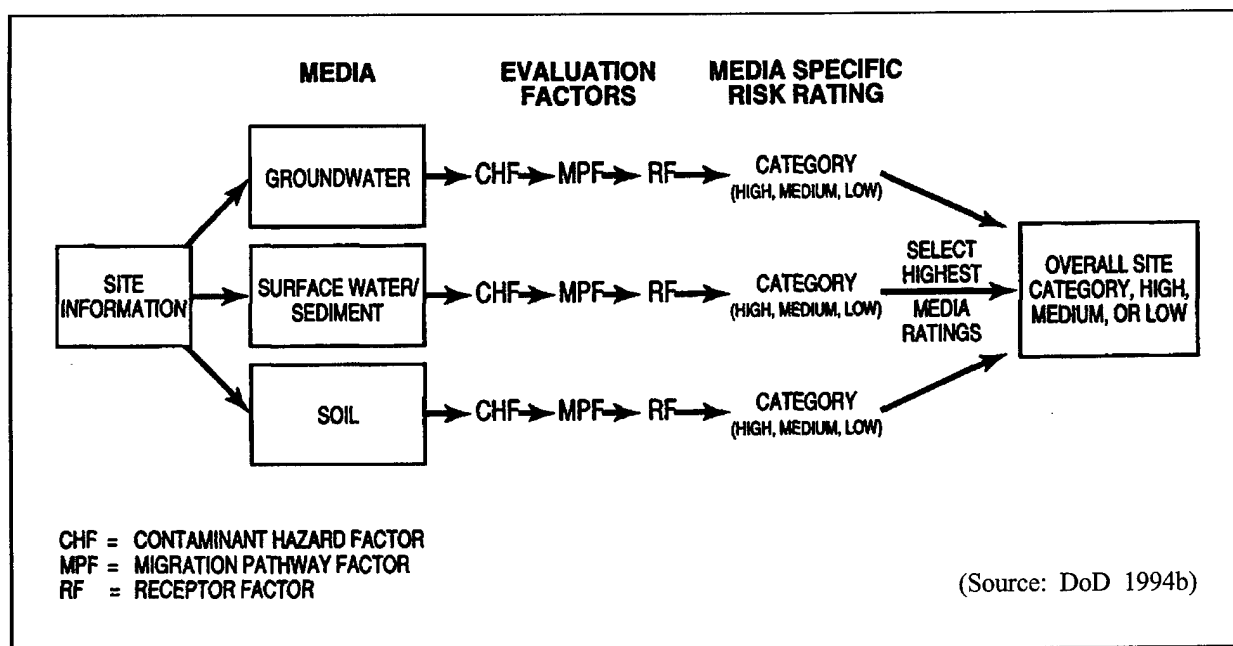 MEDIA
EVALUATION
FACTORS
MEDIA SPECIFIC
RISK RATING
SITE
INFORMATION
GROUNDWATER
CHF
MPF
RF
CATEGORY
(HIGH, MEDIUM, LOW)
SURFACE WATER/
SEDIMENT
CHF
MPF
RF
CATEGORY
(HIGH, MEDIUM, LOW)
SOIL
CHF
MPF
RF
CATEGORY
(HIGH, MEDIUM, LOW)
SELECT
HIGHEST
MEDIA
RATINGS
OVERALL SITE
CATEGORY, HIGH,
MEDIUM, OR LOW
CHF = CONTAMINANT HAZARD FACTOR
MPF = MIGRATION PATHWAY FACTOR
RF = RECEPTOR FACTOR
(Source: DoD 1994b)